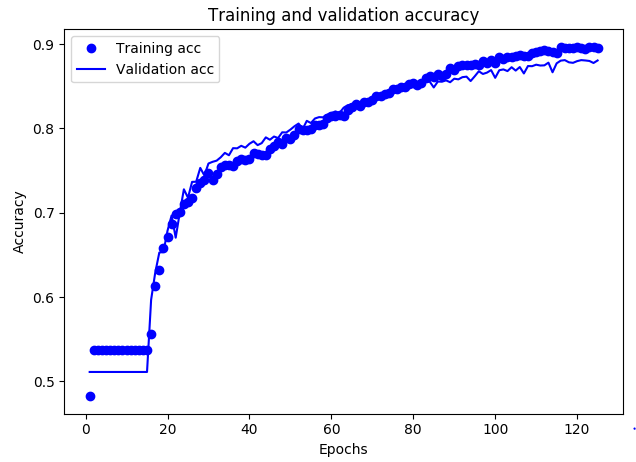 Training and validation accuracy
Training acc
Validation acc
0.9
0.8
0.7
0.6
0.5
Accuracy
0 20 40 60 80 100 120
Epochs